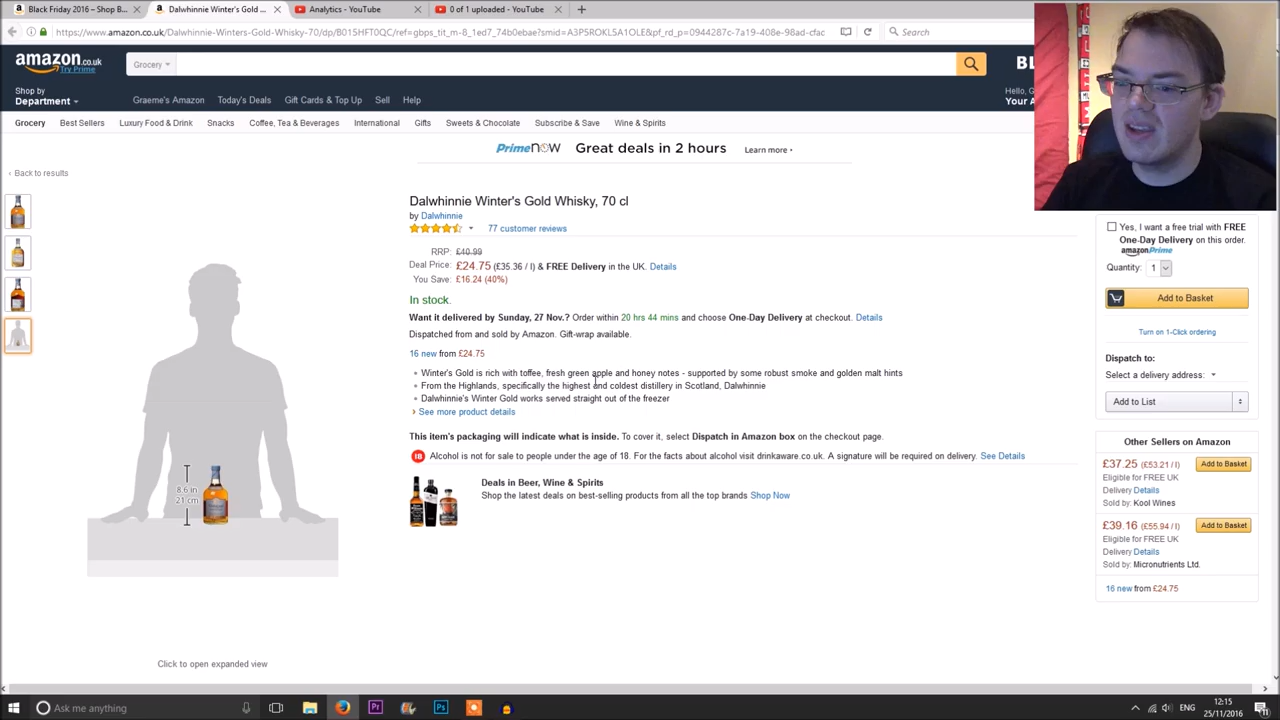 Black Friday 2016 – Shop B...
Dalwhinnie Winter's Gold ...
Analytics - YouTube
0 of 1 uploaded - YouTube
https://www.amazon.co.uk/Dalwhinnie-Winters-Gold-Whisky-70/dp/B015HFT0QC/ref=gbps_tit_m-8_1ed7_74b0ebae?smid=A3P5ROKL5A1OLE&pf_rd_p=0944287c-7a19-408e-98ad-cfac
Search
amazon.co.uk
Try Prime
Grocery
BL
Shop by
Department
Graeme's Amazon
Today's Deals
Gift Cards & Top Up
Sell
Help
Hello, G
Your A
Grocery
Best Sellers
Luxury Food & Drink
Snacks
Coffee, Tea & Beverages
International
Gifts
Sweets & Chocolate
Subscribe & Save
Wine & Spirits
PrimeNow
Great deals in 2 hours
Learn more
‹ Back to results
Dalwhinnie Winter's Gold Whisky, 70 cl
by Dalwhinnie
77 customer reviews
RRP: £40.99
Deal Price: £24.75 (£35.36 / l) & FREE Delivery in the UK. Details
You Save: £16.24 (40%)
In stock.
Want it delivered by Sunday, 27 Nov.? Order within 20 hrs 44 mins and choose One-Day Delivery at checkout. Details
Dispatched from and sold by Amazon. Gift-wrap available.
16 new from £24.75
Winter's Gold is rich with toffee, fresh green apple and honey notes - supported by some robust smoke and golden malt hints
From the Highlands, specifically the highest and coldest distillery in Scotland, Dalwhinnie
Dalwhinnie's Winter Gold works served straight out of the freezer
› See more product details
This item's packaging will indicate what is inside. To cover it, select Dispatch in Amazon box on the checkout page.
18 Alcohol is not for sale to people under the age of 18. For the facts about alcohol visit drinkaware.co.uk. A signature will be required on delivery. See Details
Deals in Beer, Wine & Spirits
Shop the latest deals on best-selling products from all the top brands Shop Now
8.6 in
21 cm
Click to open expanded view
Yes, I want a free trial with FREE
One-Day Delivery on this order.
amazonPrime
Quantity: 1
Add to Basket
Turn on 1-Click ordering
Dispatch to:
Select a delivery address:
Add to List
Other Sellers on Amazon
£37.25 (£53.21 / l)
Add to Basket
Eligible for FREE UK
Delivery Details
Sold by: Kool Wines
£39.16 (£55.94 / l)
Add to Basket
Eligible for FREE UK
Delivery Details
Sold by: Micronutrients Ltd.
16 new from £24.75
Ask me anything
Pr
Ps
ENG
12:15
25/11/2016
11